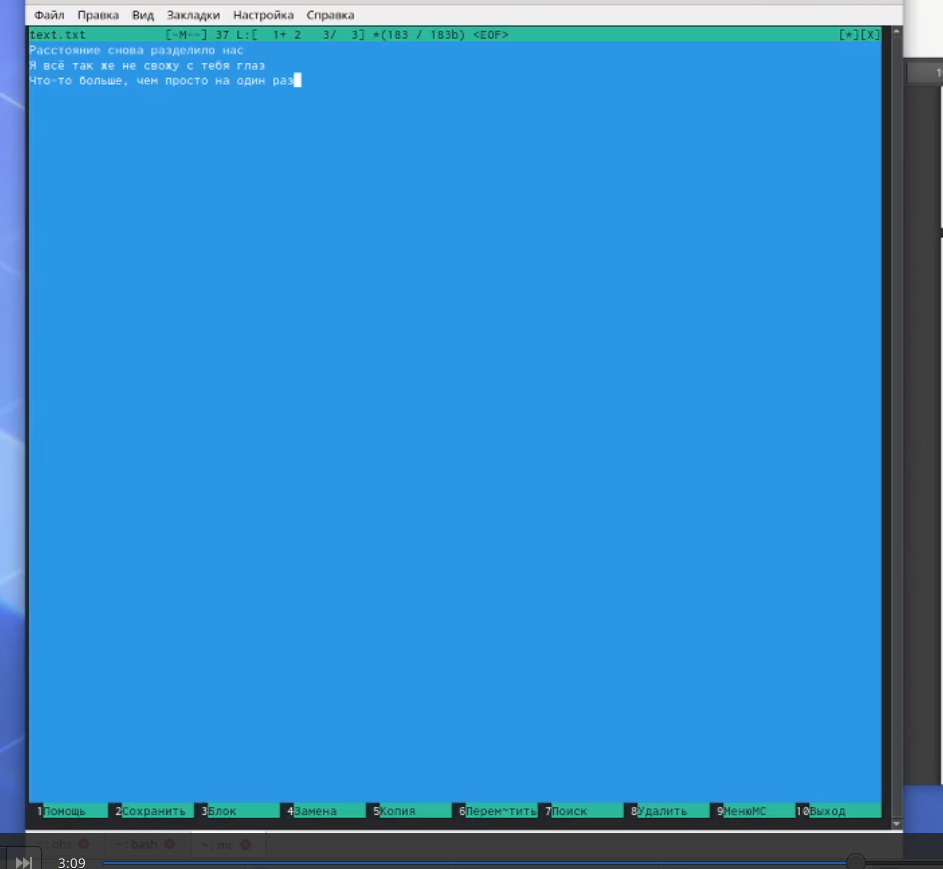 Файл Правка Вид Закладки Настройка Справка
text.txt [-M--] 37 L:[ 1+ 2 3/ 3] *(183 / 183b) <EOF> [*][X]
Расстояние снова разделило нас
Я всё так же не свожу с тебя глаз
Что-то больше, чем просто на один раз
1Помощь 2Сохранить 3Блок 4Замена 5Копия 6Перем~тить 7Поиск 8Удалить 9МенюMC 10Выход
~ : obs ~ : bash ~ : mc
3:09